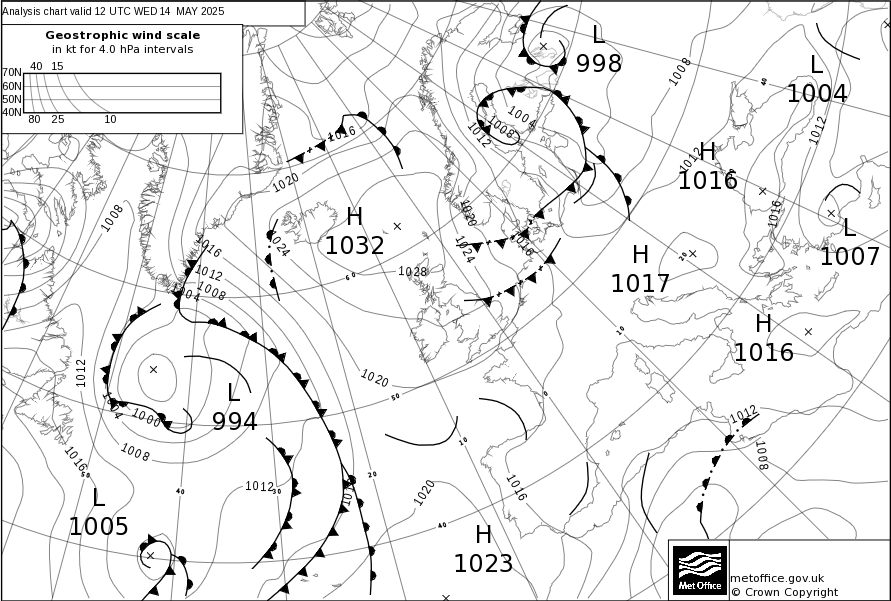 Analysis chart valid 12 UTC WED 14 MAY 2025
Geostrophic wind scale
in kt for 4.0 hPa intervals
40 15
70N
60N
50N
40N
80 25 10
L
998
1008
L
1004
40
1004
1008
1012
1016
1012
1012
H
1016
1020
1008
H
1032
1020
1016
L
1007
1024
1024
1016
1016
1012
1008
1004
60
1028
H
1017
20
10
H
1016
1012
1020
50
0
L
994
1004
1000
1012
1008
10
1016
1008
50
40
1012
30
20
1016
1020
L
1005
40
H
1023
Met Office
metoffice.gov.uk
© Crown Copyright